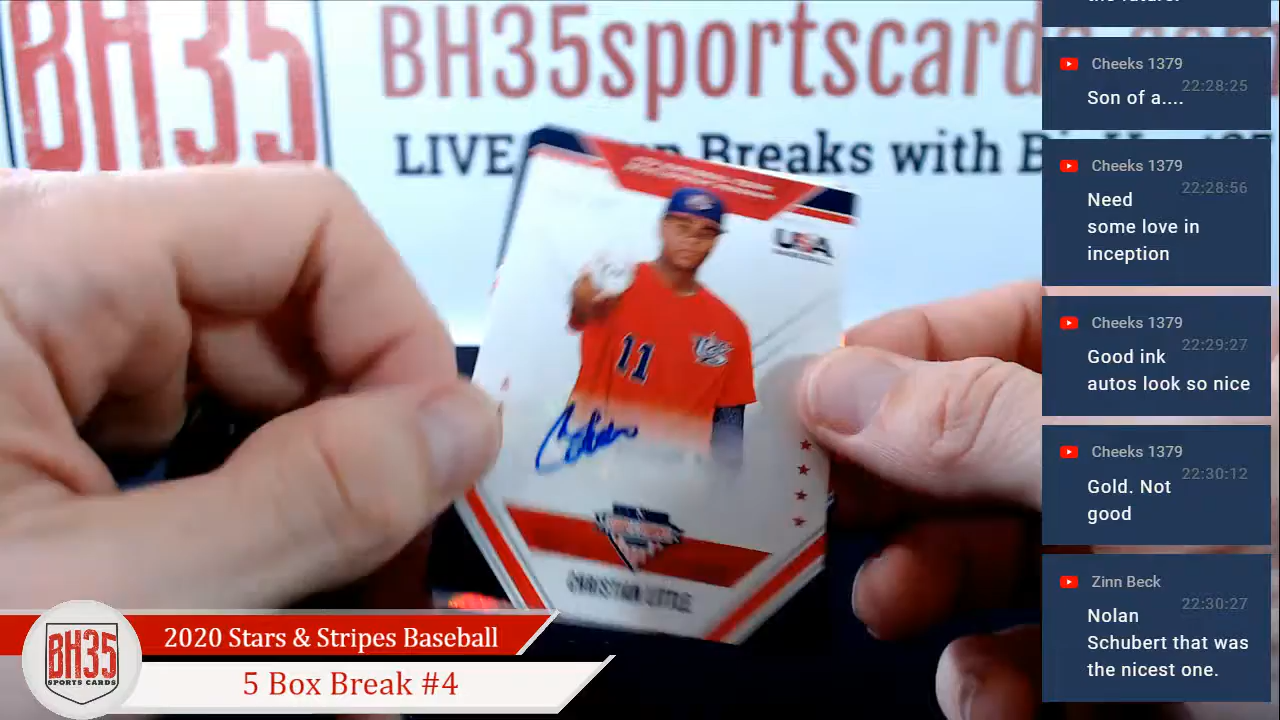 BH35
BH35sportscard
LIVE
Breaks with B
USA
11
CHRISTIAN LITTLE
BH35
SPORTS CARDS
2020 Stars & Stripes Baseball
5 Box Break #4
the future.
Cheeks 1379
22:28:25
Son of a....
Cheeks 1379
22:28:56
Need
some love in
inception
Cheeks 1379
22:29:27
Good ink
autos look so nice
Cheeks 1379
22:30:12
Gold. Not
good
Zinn Beck
22:30:27
Nolan
Schubert that was
the nicest one.